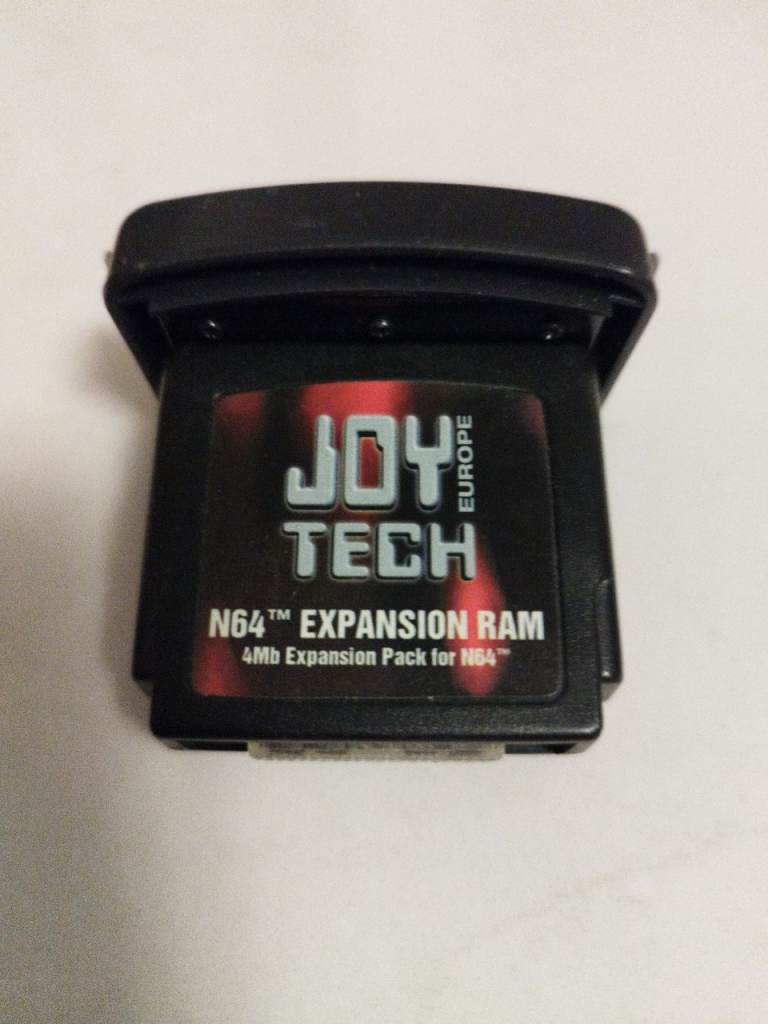 JOY
EUROPE
TECH
N64™ EXPANSION RAM
4Mb Expansion Pack for N64™